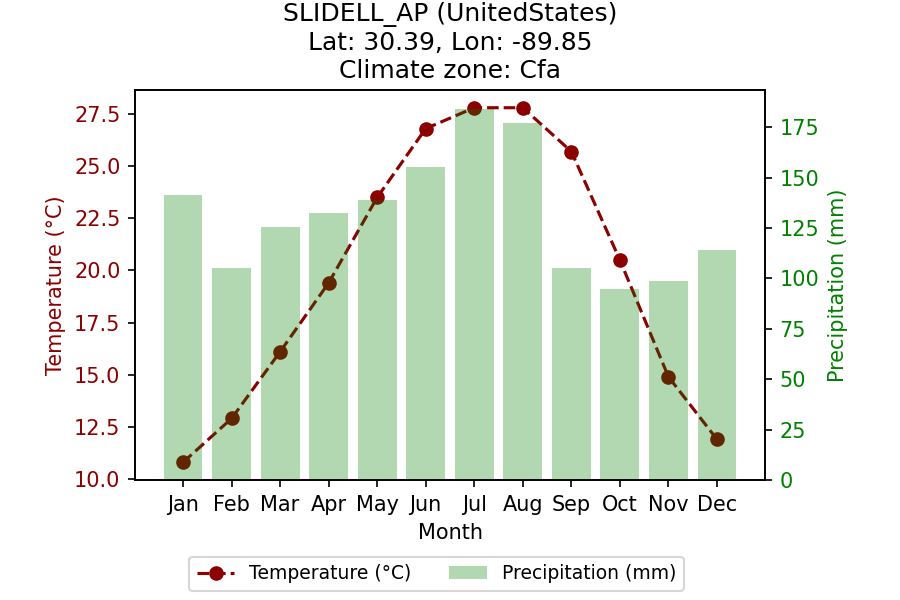 SLIDELL_AP (UnitedStates)
Lat: 30.39, Lon: -89.85
Climate zone: Cfa
27.5
25.0
22.5
20.0
17.5
15.0
12.5
10.0
Temperature (°C)
175
150
125
100
75
50
25
0
Precipitation (mm)
Jan Feb Mar Apr May Jun Jul Aug Sep Oct Nov Dec
Month
Temperature (°C) Precipitation (mm)